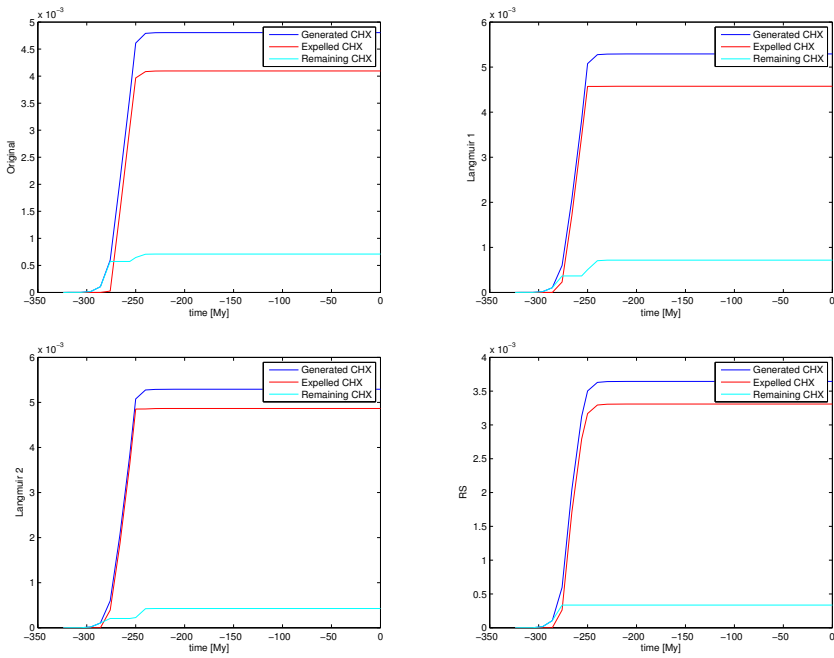 x 10⁻³
5
4.5
4
3.5
3
2.5
2
1.5
1
0.5
0
Original
Generated CHX
Expelled CHX
Remaining CHX
−350 −300 −250 −200 −150 −100 −50 0
time [My]
x 10⁻³
6
5
4
3
2
1
0
Langmuir 1
Generated CHX
Expelled CHX
Remaining CHX
−350 −300 −250 −200 −150 −100 −50 0
time [My]
x 10⁻³
6
5
4
3
2
1
0
Langmuir 2
Generated CHX
Expelled CHX
Remaining CHX
−350 −300 −250 −200 −150 −100 −50 0
time [My]
x 10⁻³
4
3.5
3
2.5
2
1.5
1
0.5
0
RS
Generated CHX
Expelled CHX
Remaining CHX
−350 −300 −250 −200 −150 −100 −50 0
time [My]